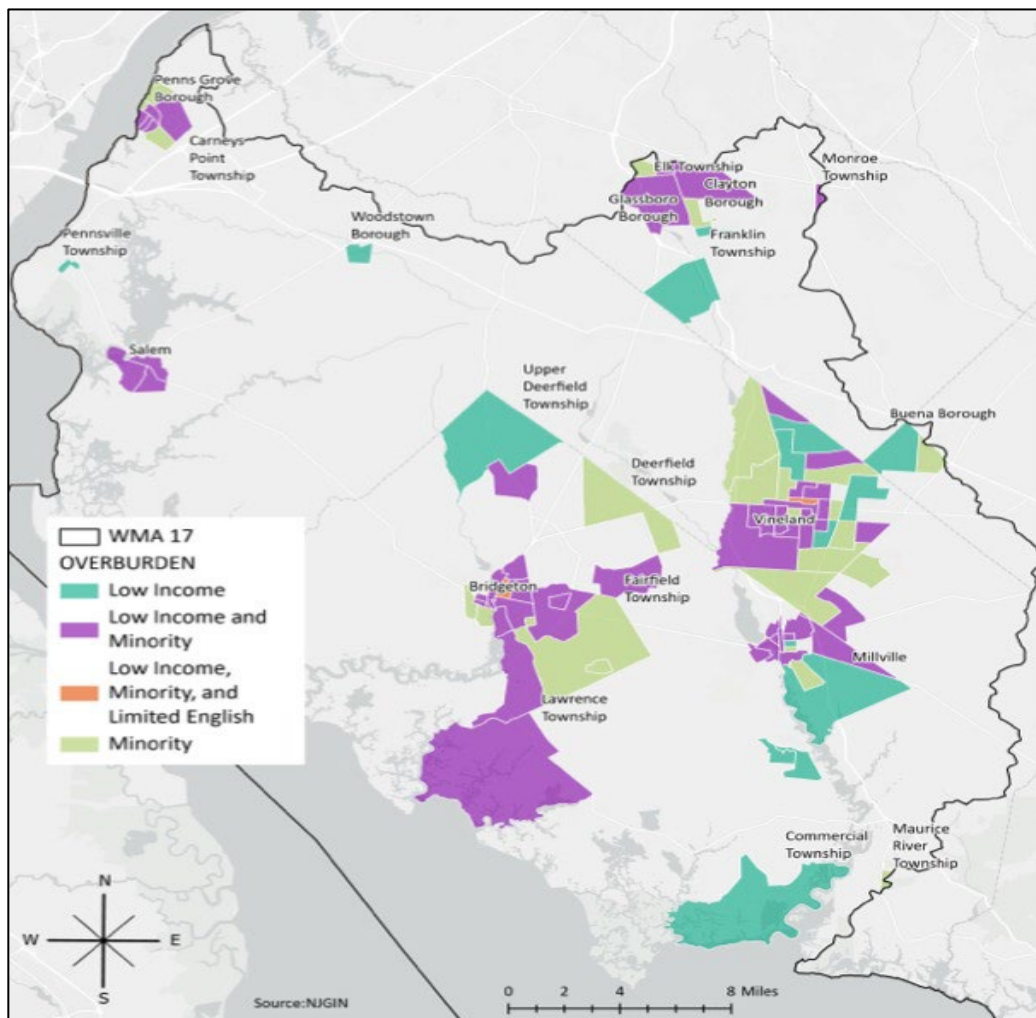 Penns Grove
Borough
Carneys
Point
Township
Pennsville
Township
Woodstown
Borough
Salem
Elk Township
Clayton
Borough
Glassboro
Borough
Monroe
Township
Franklin
Township
Upper
Deerfield
Township
Buena Borough
Deerfield
Township
Vineland
Bridgeton
Fairfield
Township
Millville
Lawrence
Township
Commercial
Township
Maurice
River
Township
WMA 17
OVERBURDEN
Low Income
Low Income and
Minority
Low Income,
Minority, and
Limited English
Minority
N
W
E
S
Source:NJGIN
0 2 4 8 Miles